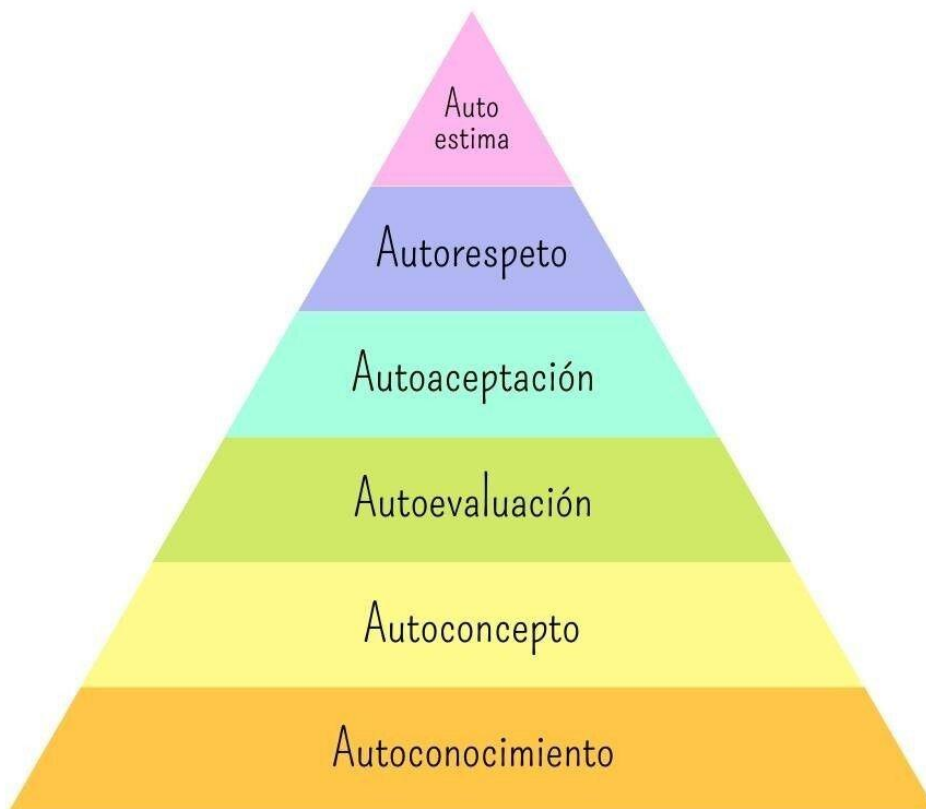 Auto
estima
Autorespeto
Autoaceptación
Autoevaluación
Autoconcepto
Autoconocimiento